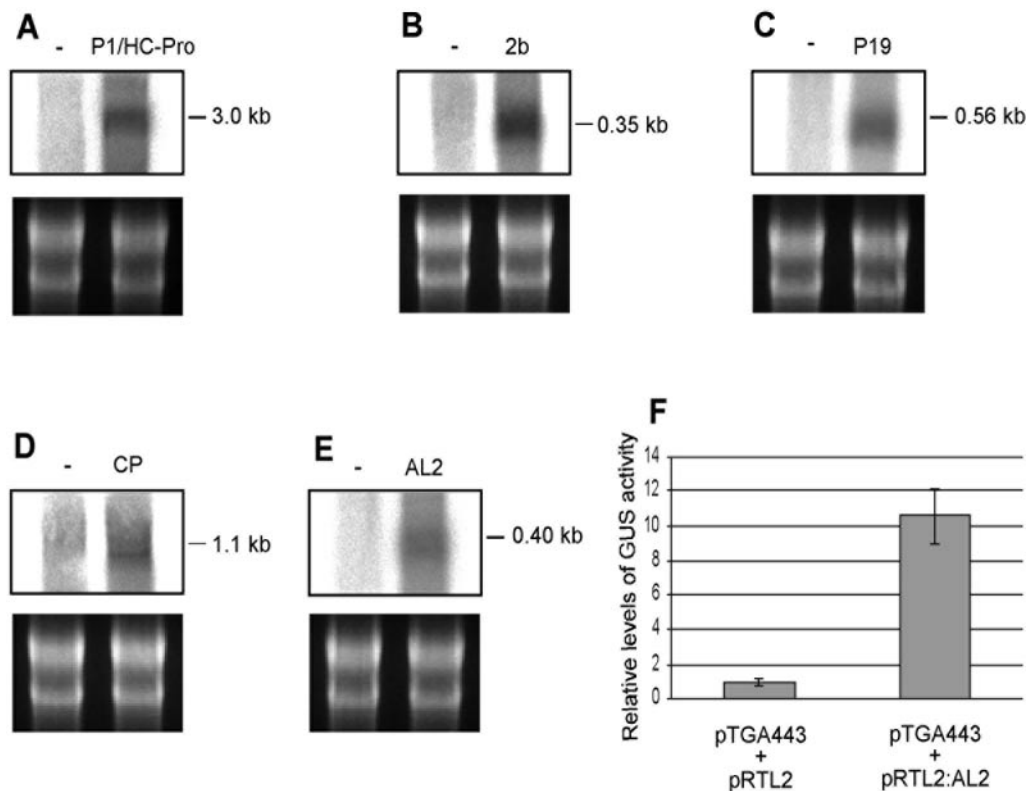 A
- P1/HC-Pro
3.0 kb
B
- 2b
0.35 kb
C
- P19
0.56 kb
D
- CP
1.1 kb
E
- AL2
0.40 kb
F
Relative levels of GUS activity
14
12
10
8
6
4
2
0
pTGA443
+
pRTL2
pTGA443
+
pRTL2:AL2